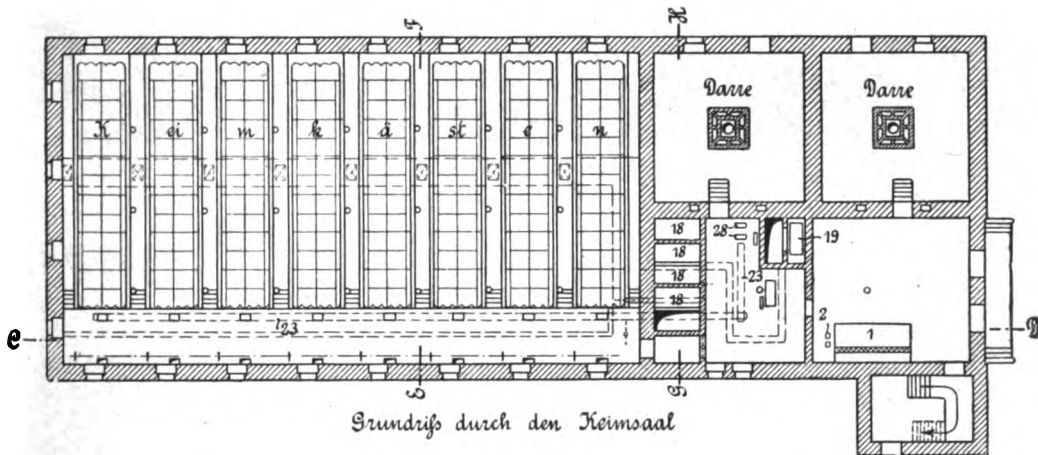 H
Darre Darre
K ei m k ä st e n
18 28 19
18
18 23
18
23 2 1
C D
G
Grundriß durch den Keimsaal